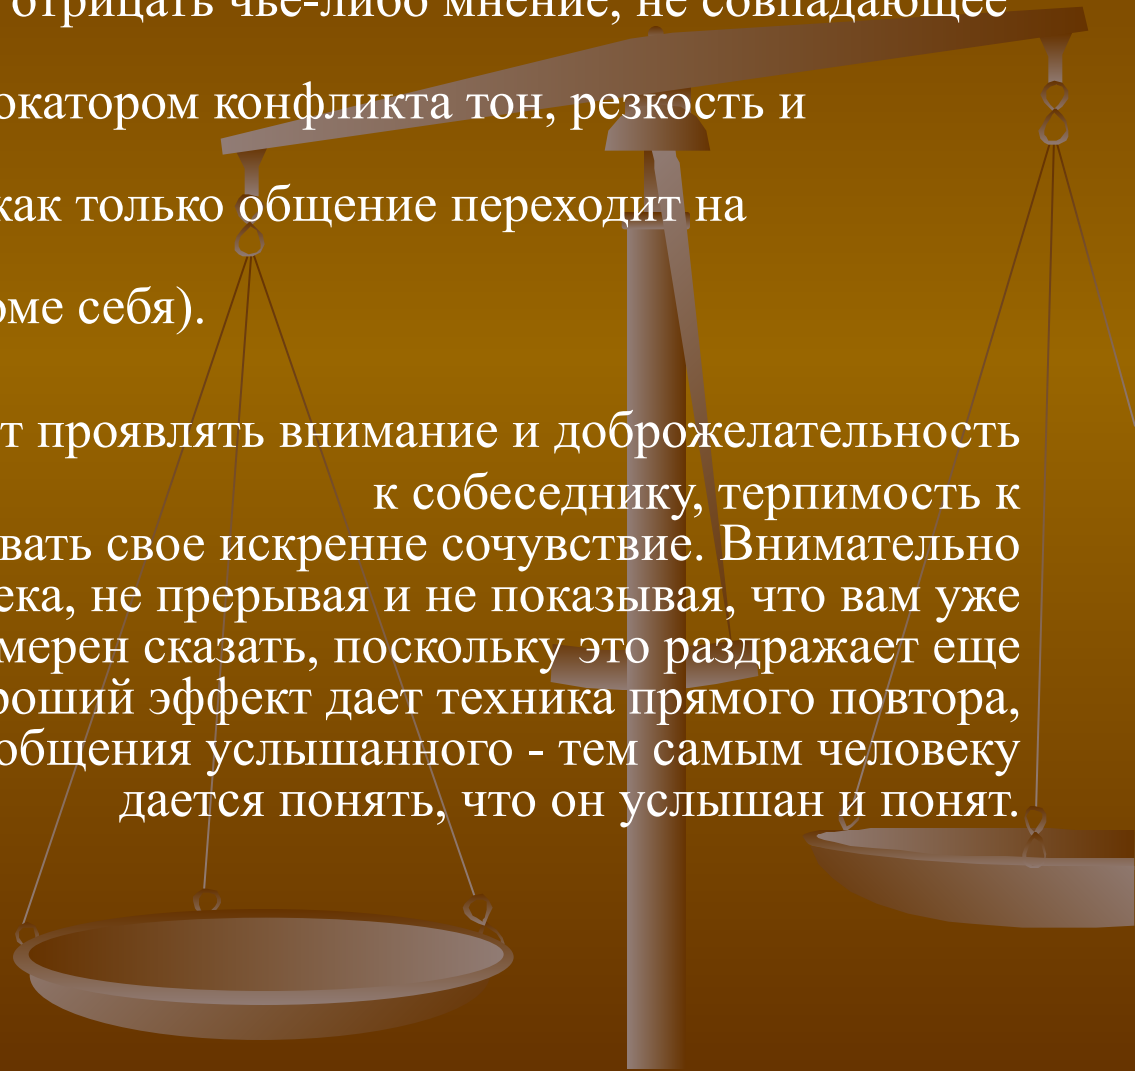 отрицать чье-либо мнение, не совпадающее
окатором конфликта тон, резкость и
как только общение переходит на
оме себя).
т проявлять внимание и доброжелательность
к собеседнику, терпимость к
вать свое искренне сочувствие. Внимательно
ека, не прерывая и не показывая, что вам уже
мерен сказать, поскольку это раздражает еще
роший эффект дает техника прямого повтора,
общения услышанного - тем самым человеку
дается понять, что он услышан и понят.